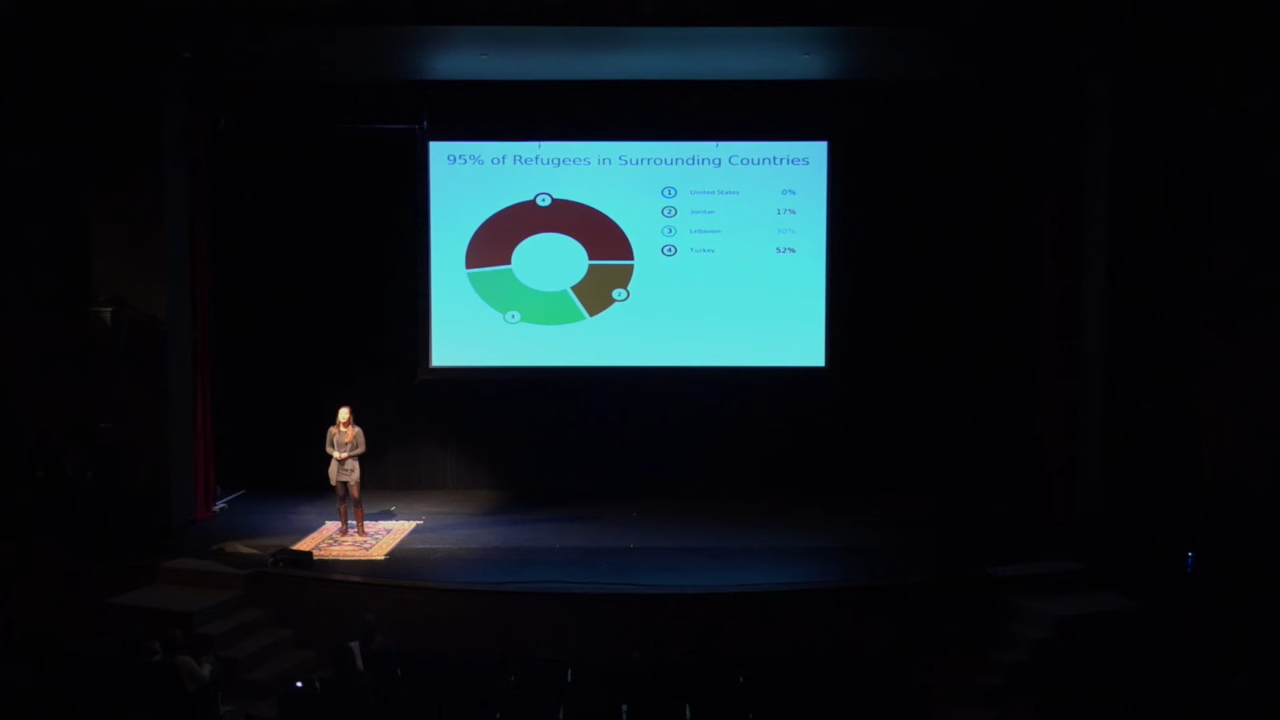 95% of Refugees in Surrounding Countries
4
1 United States 0%
2 Jordan 17%
3 Lebanon 30%
4 Turkey 52%
2
3